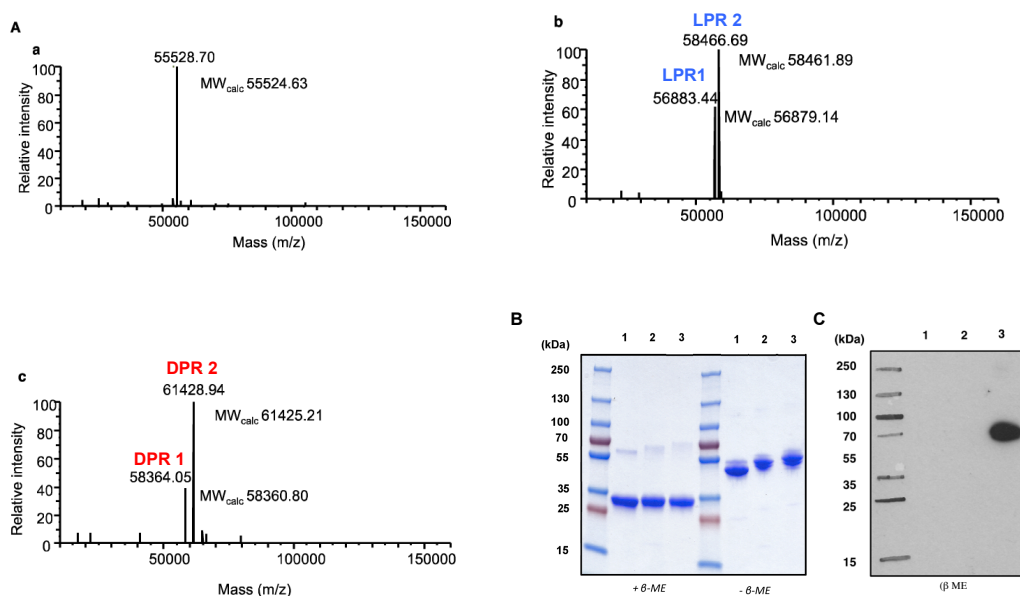 A
a
55528.70
MWcalc 55524.63
100
80
60
40
20
0
Relative intensity
50000
100000
150000
Mass (m/z)
b
LPR 2
58466.69
MWcalc 58461.89
LPR1
56883.44
MWcalc 56879.14
100
80
60
40
20
0
Relative intensity
50000
100000
150000
Mass (m/z)
c
DPR 2
61428.94
MWcalc 61425.21
DPR 1
58364.05
MWcalc 58360.80
100
80
60
40
20
0
Relative intensity
50000
100000
150000
Mass (m/z)
B
(kDa)
1 2 3 1 2 3
250
130
100
70
55
35
25
15
+ β-ME - β-ME
C
(kDa)
1 2 3
250
130
100
70
55
35
25
15
(β ME